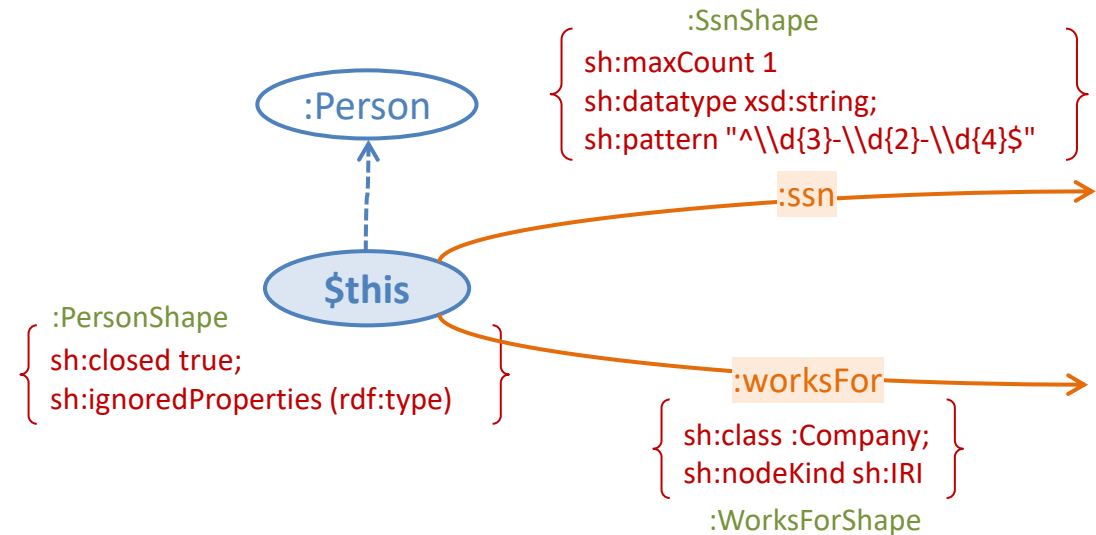 :SsnShape
sh:maxCount 1
sh:datatype xsd:string;
sh:pattern "^\\d{3}-\\d{2}-\\d{4}$"
:Person
:ssn
$this
:PersonShape
sh:closed true;
sh:ignoredProperties (rdf:type)
:worksFor
sh:class :Company;
sh:nodeKind sh:IRI
:WorksForShape